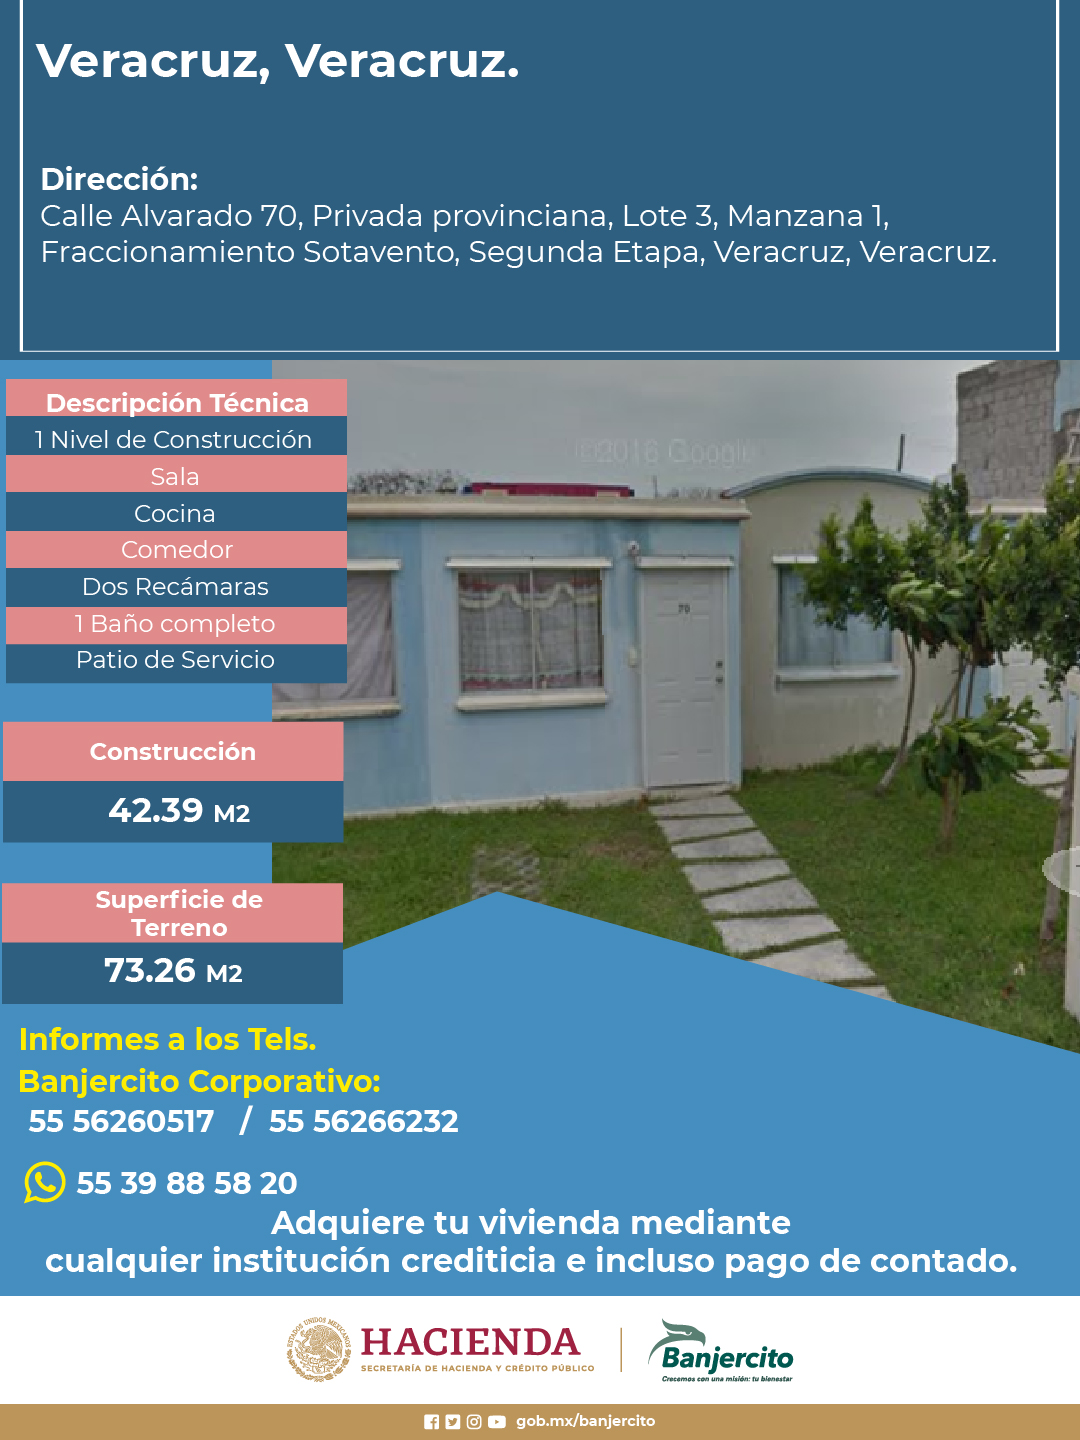 Veracruz, Veracruz.
Dirección:
Calle Alvarado 70, Privada provinciana, Lote 3, Manzana 1,
Fraccionamiento Sotavento, Segunda Etapa, Veracruz, Veracruz.
Descripción Técnica
1 Nivel de Construcción
Sala
Cocina
Comedor
Dos Recámaras
1 Baño completo
Patio de Servicio
©2016 Google
70
Construcción
42.39 M2
Superficie de
Terreno
73.26 M2
Informes a los Tels.
Banjercito Corporativo:
55 56260517 / 55 56266232
55 39 88 58 20
Adquiere tu vivienda mediante
cualquier institución crediticia e incluso pago de contado.
ESTADOS UNIDOS MEXICANOS
HACIENDA
SECRETARÍA DE HACIENDA Y CRÉDITO PÚBLICO
Banjercito
Crecemos con una misión: tu bienestar
gob.mx/banjercito